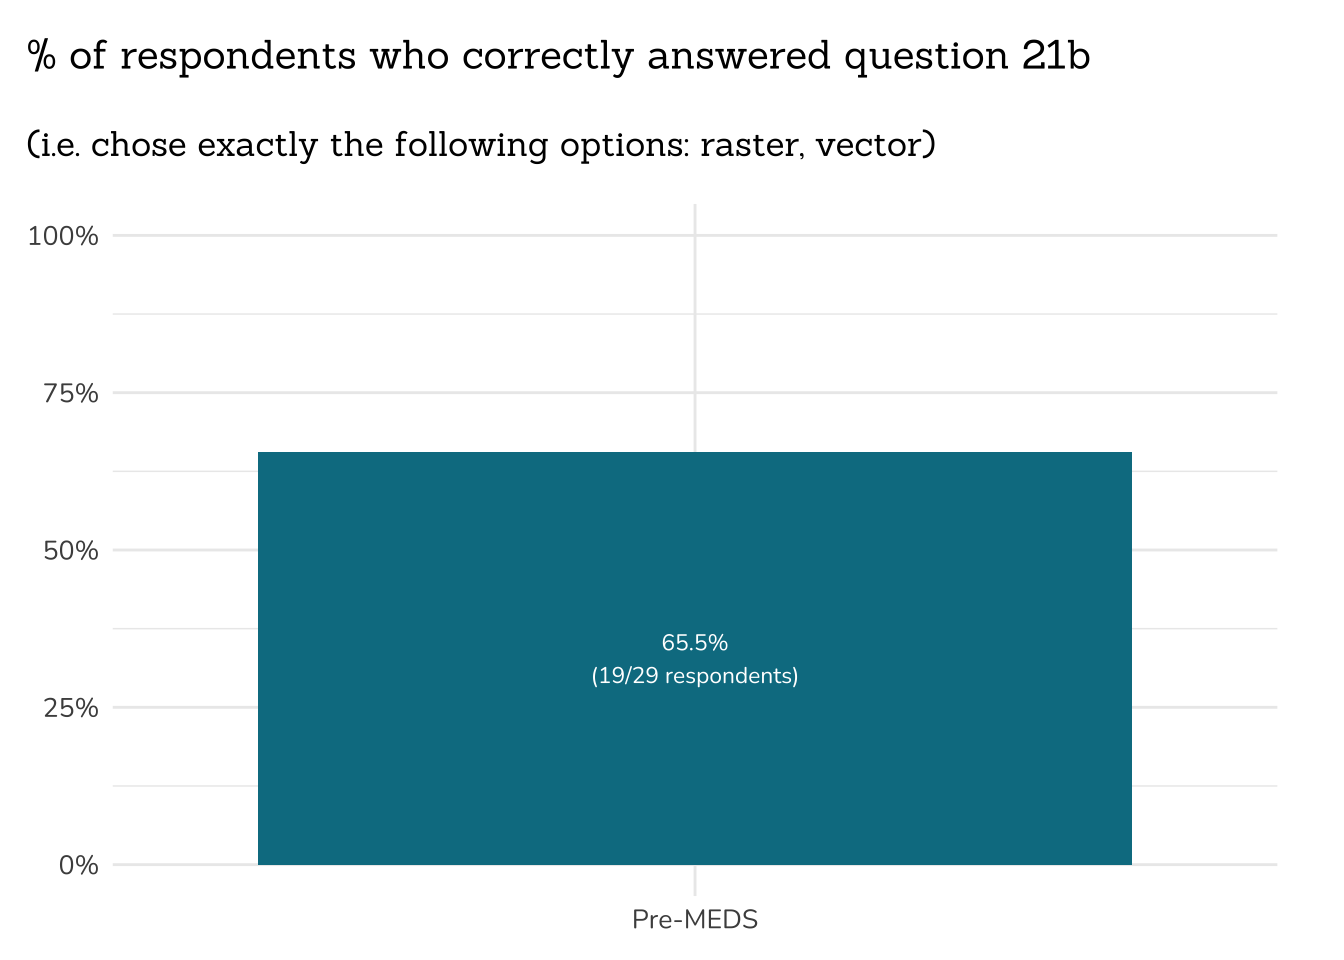 % of respondents who correctly answered question 21b
(i.e. chose exactly the following options: raster, vector)
100%
75%
50%
25%
0%
65.5%
(19/29 respondents)
Pre-MEDS